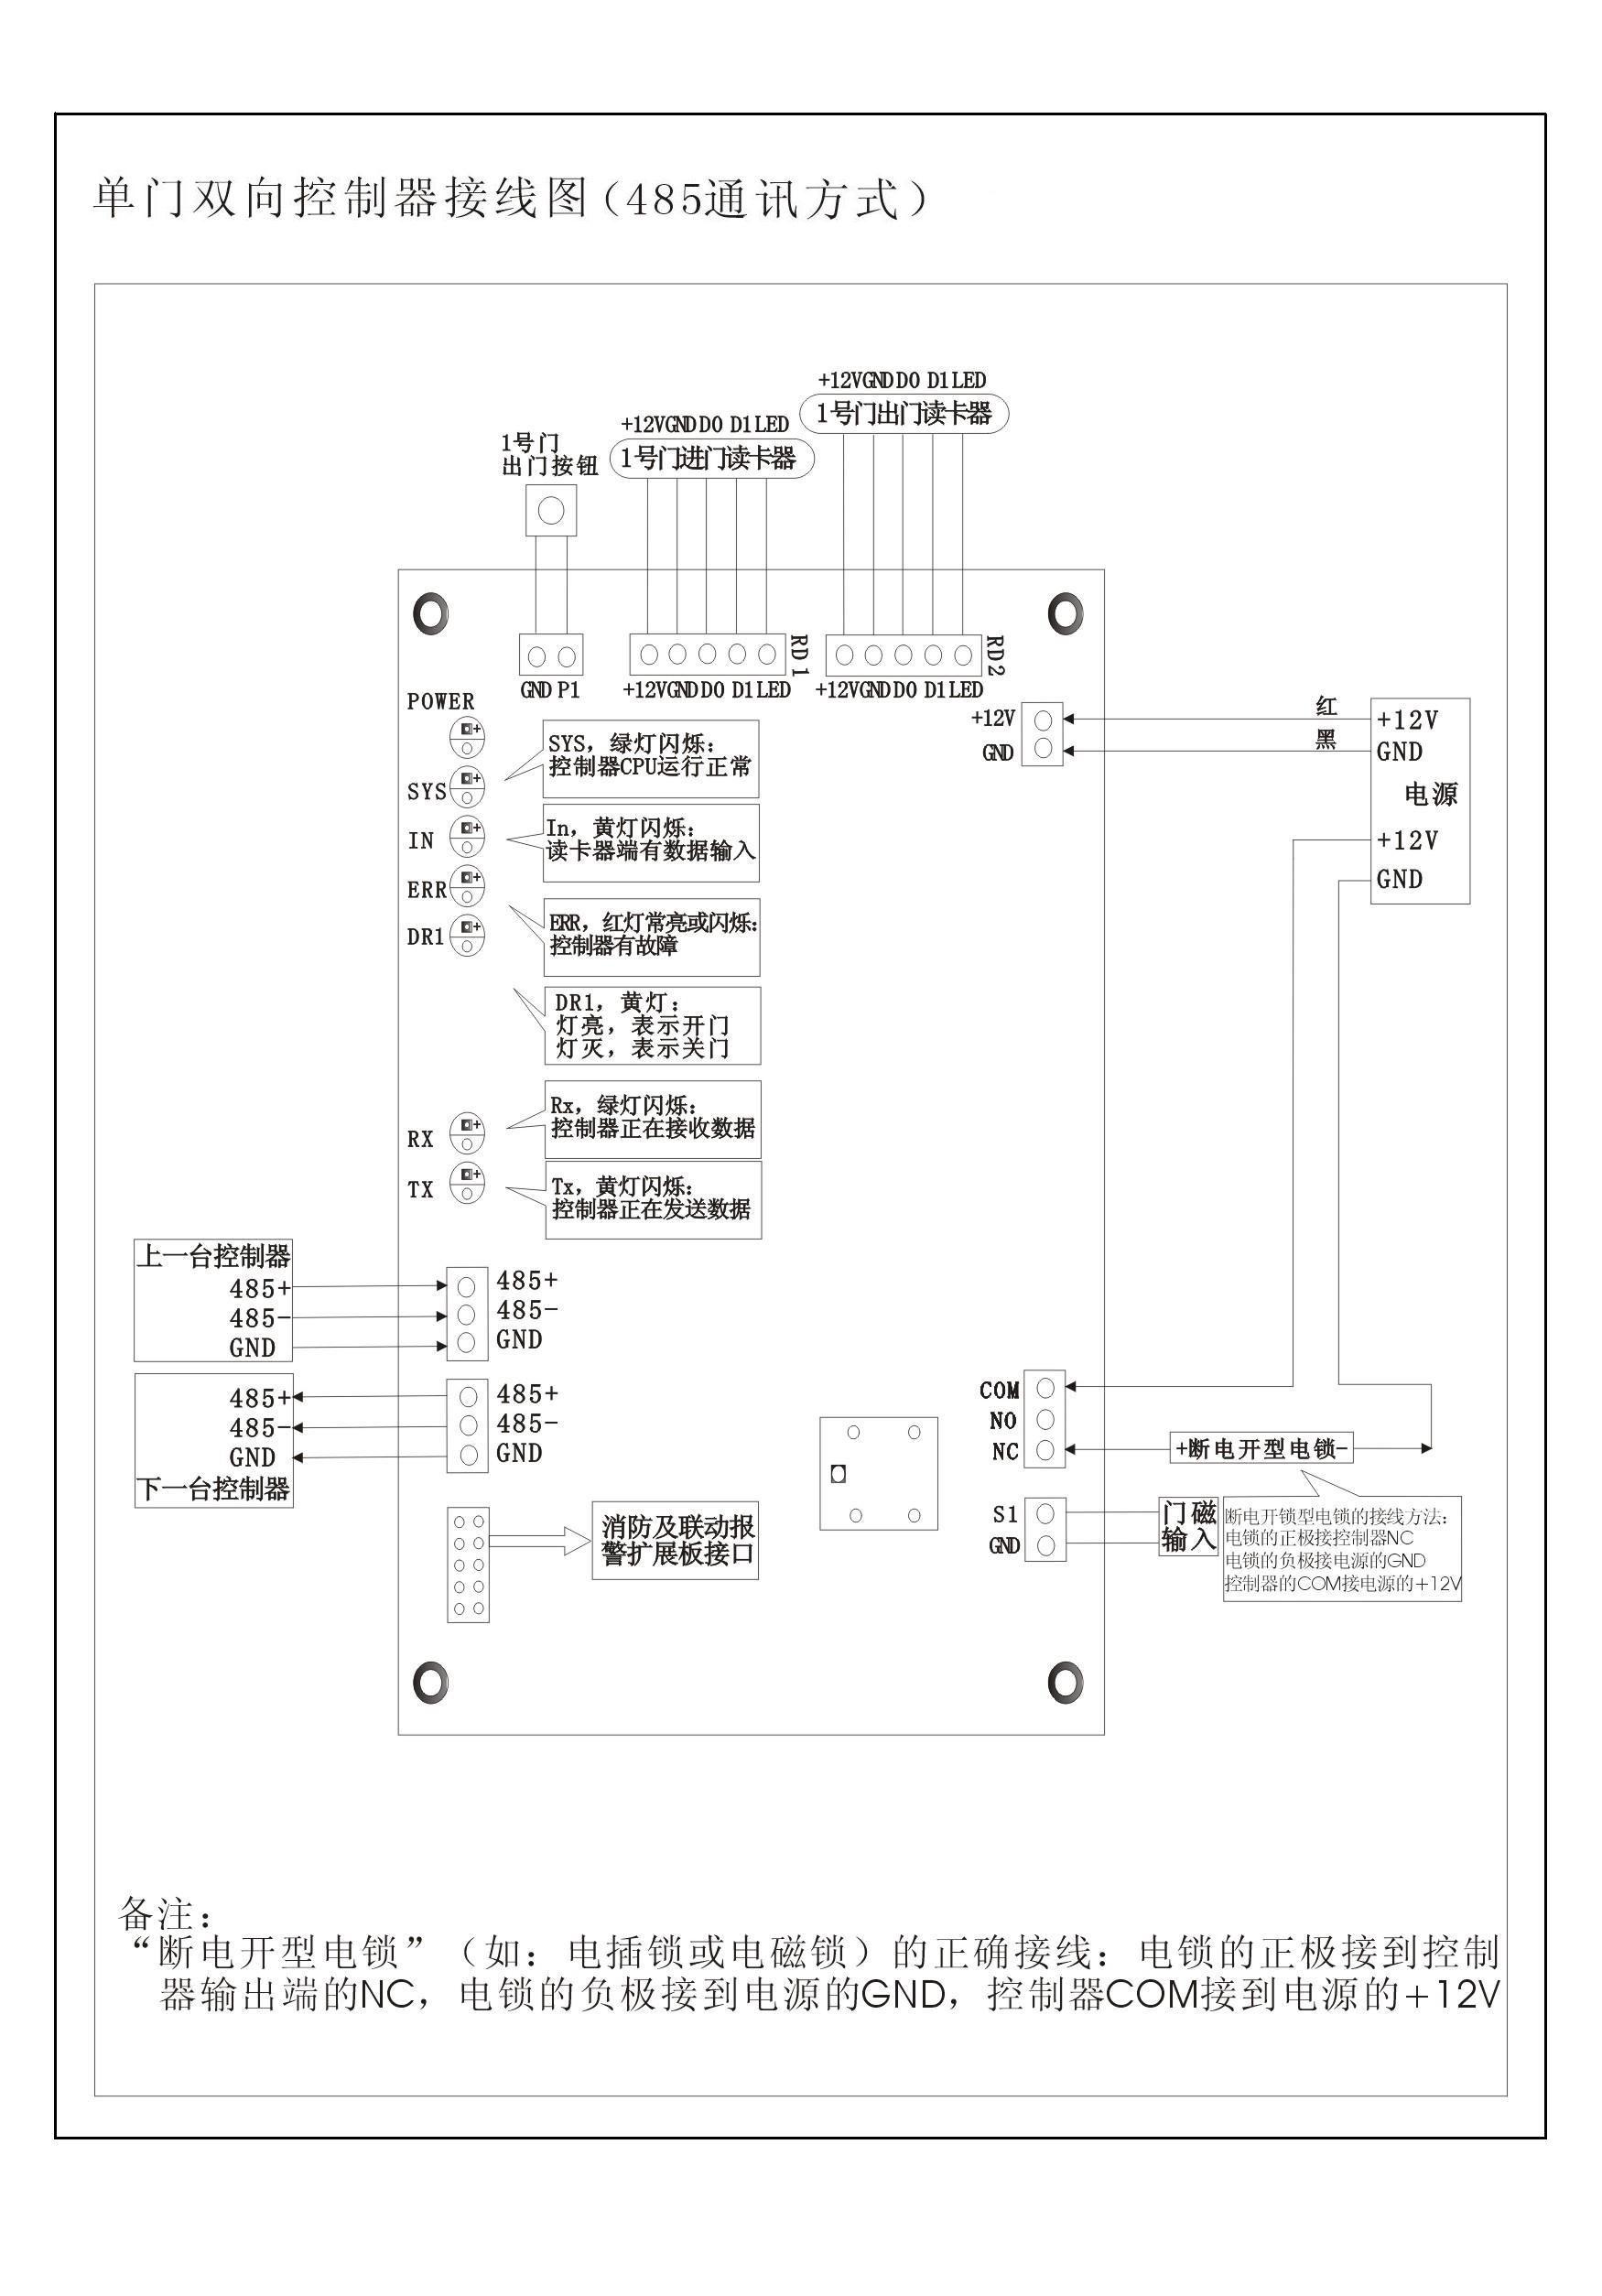 单门双向控制器接线图(485通讯方式)
+12VGNDD0 D1LED
1号门出门读卡器
+12VGNDD0 D1LED
1号门进门读卡器
1号门
出门按钮
RD1
RD2
GND P1
+12VGNDD0 D1LED
+12VGNDD0 D1LED
POWER
SYS
IN
ERR
DR1
SYS，绿灯闪烁：
控制器CPU运行正常
In，黄灯闪烁：
读卡器端有数据输入
ERR，红灯常亮或闪烁：
控制器有故障
DR1，黄灯：
灯亮，表示开门
灯灭，表示关门
+12V
GND
红
黑
+12V
GND
电源
+12V
GND
RX
TX
Rx，绿灯闪烁：
控制器正在接收数据
Tx，黄灯闪烁：
控制器正在发送数据
上一台控制器
485+
485-
GND
485+
485-
GND
485+
485-
GND
下一台控制器
485+
485-
GND
消防及联动报
警扩展板接口
COM
NO
NC
+断电开型电锁-
S1
GND
门磁
输入
断电开锁型电锁的接线方法：
电锁的正极接控制器NC
电锁的负极接电源的GND
控制器的COM接电源的+12V
备注：
“断电开型电锁”（如：电插锁或电磁锁）的正确接线：电锁的正极接到控制
器输出端的NC，电锁的负极接到电源的GND，控制器COM接到电源的+12V